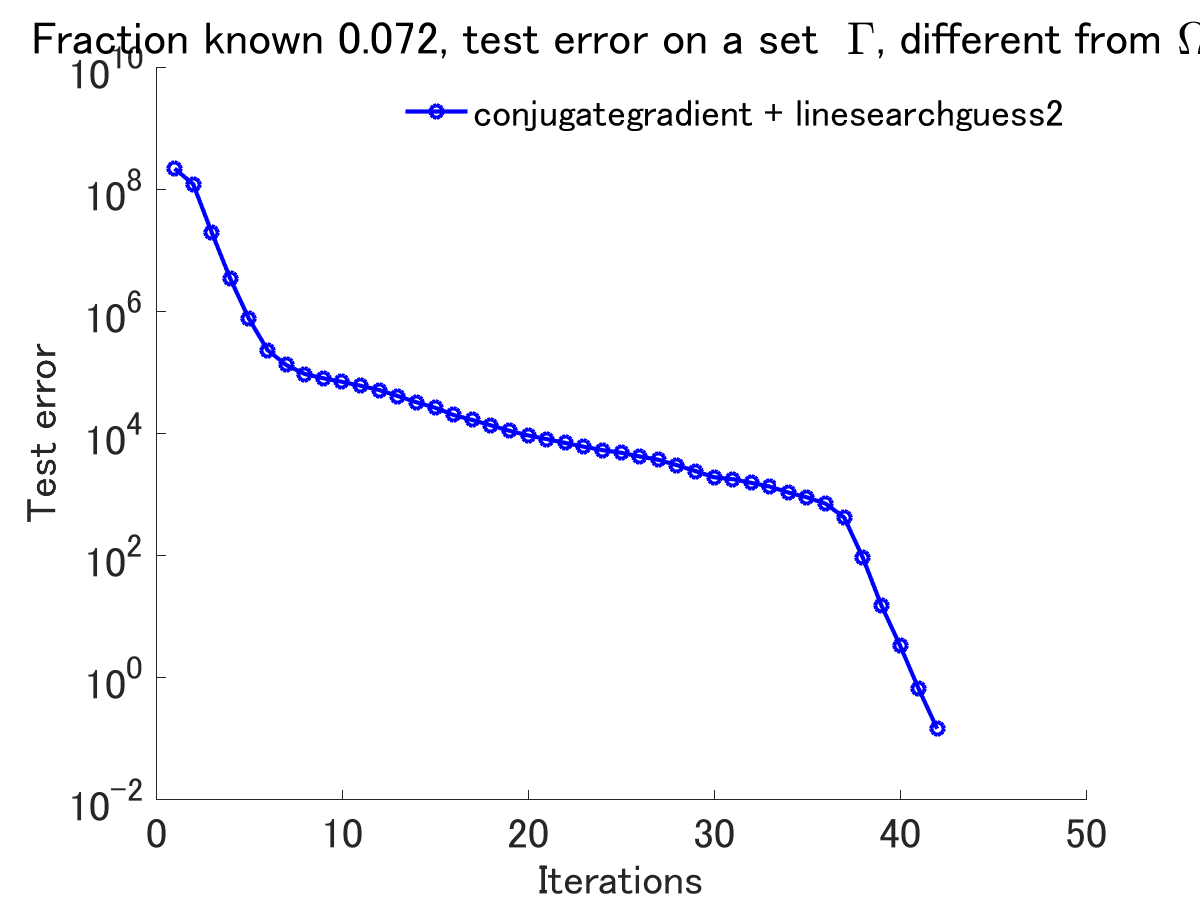 Fraction known 0.072, test error on a set Γ, different from Ω
10^10
conjugategradient + linesearchguess2
10^8
10^6
10^4
10^2
10^0
10^-2
Test error
0 10 20 30 40 50
Iterations